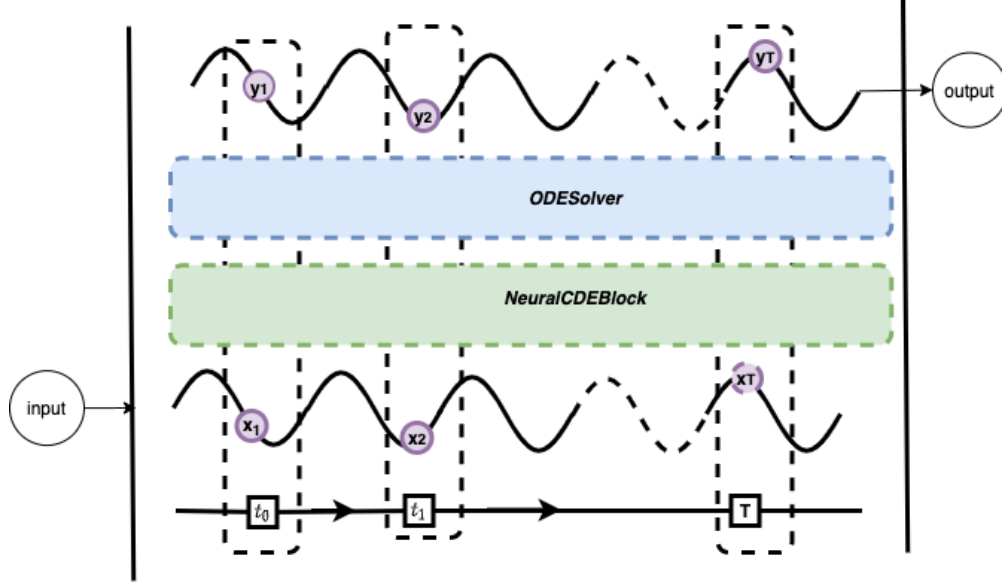 y1
y2
yT
output
ODESolver
NeuralCDEBlock
input
x1
x2
xT
t0
t1
T